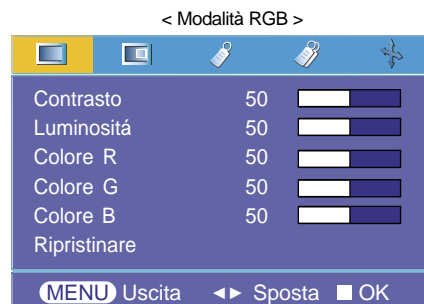 < Modalità RGB >
Contrasto 50
Luminositá 50
Colore R 50
Colore G 50
Colore B 50
Ripristinare
MENU Uscita ◄► Sposta OK